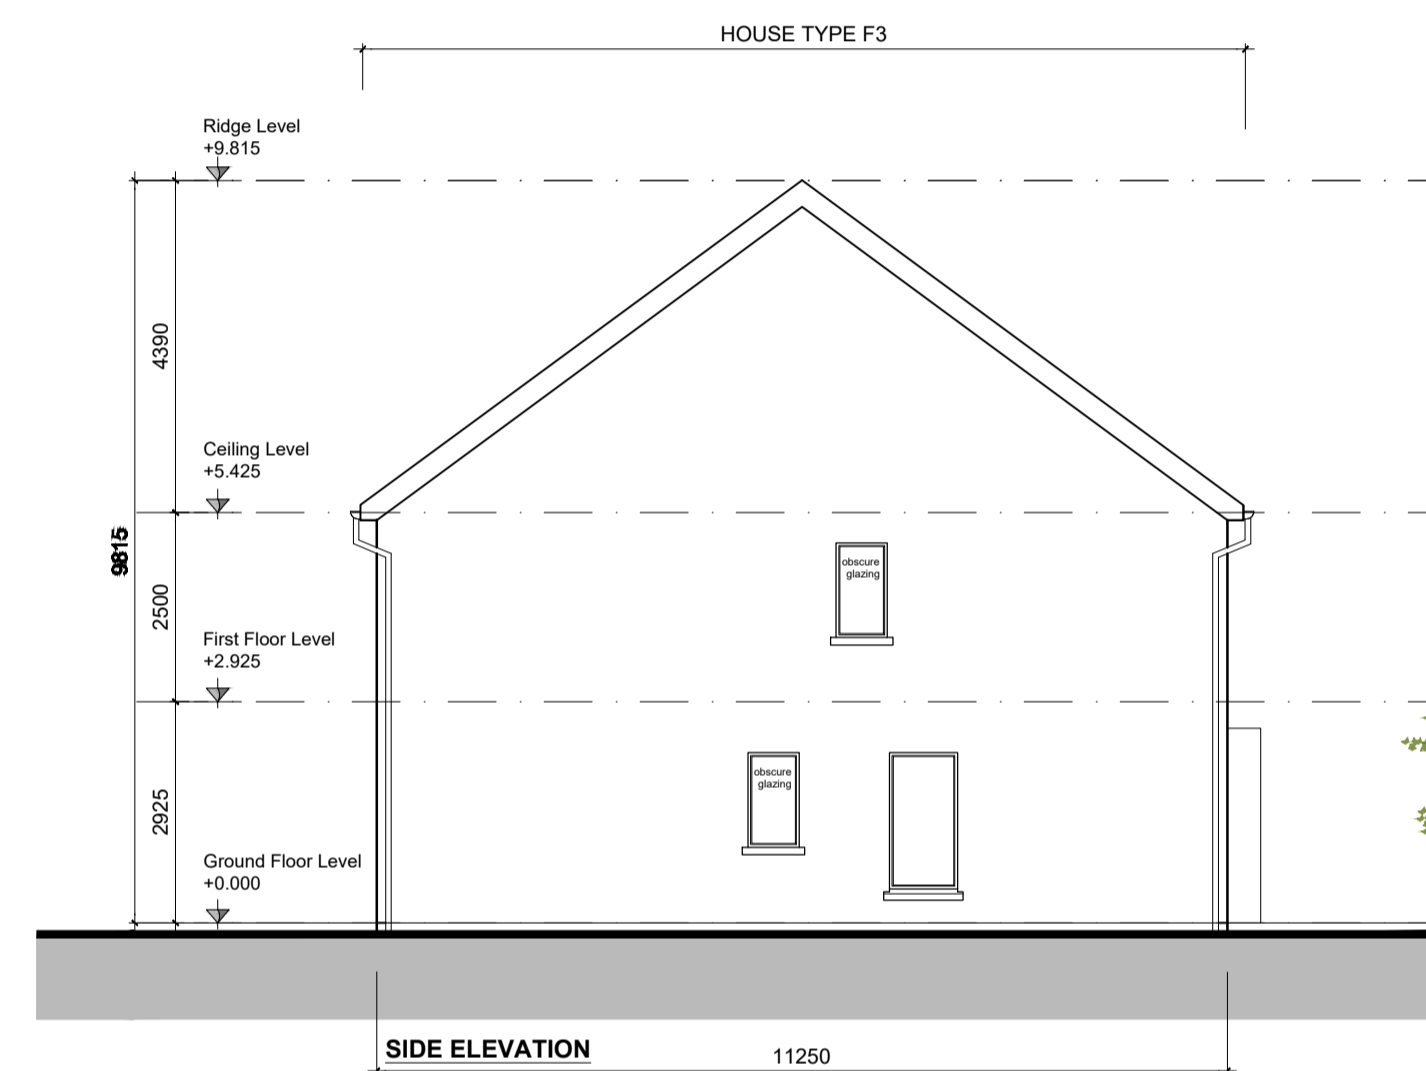 HOUSE TYPE F3
Ridge Level
+9.815
4390
Ceiling Level
+5.425
9815
2500
obscure
glazing
First Floor Level
+2.925
obscure
glazing
2925
Ground Floor Level
+0.000
SIDE ELEVATION
11250